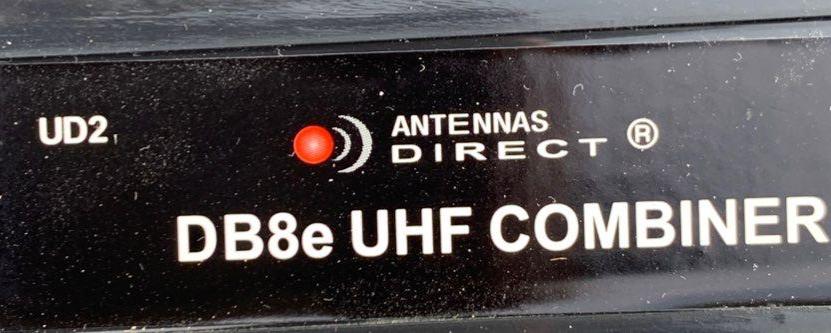 UD2
ANTENNAS
DIRECT ®
DB8e UHF COMBINER